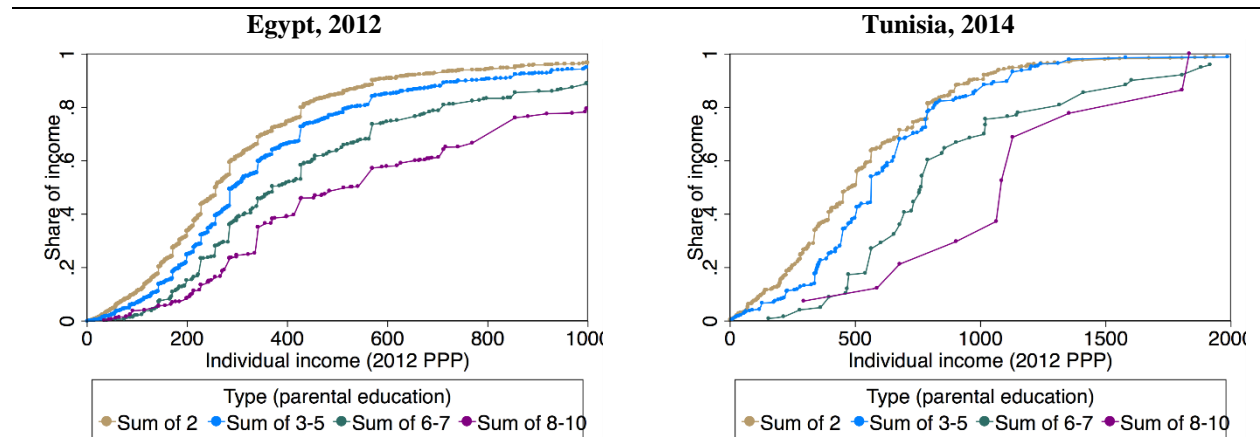 Egypt, 2012
Share of income
0 .2 .4 .6 .8 1
0 200 400 600 800 1000
Individual income (2012 PPP)
Type (parental education)
Sum of 2 Sum of 3-5 Sum of 6-7 Sum of 8-10
Tunisia, 2014
Share of income
0 .2 .4 .6 .8 1
0 500 1000 1500 2000
Individual income (2012 PPP)
Type (parental education)
Sum of 2 Sum of 3-5 Sum of 6-7 Sum of 8-10